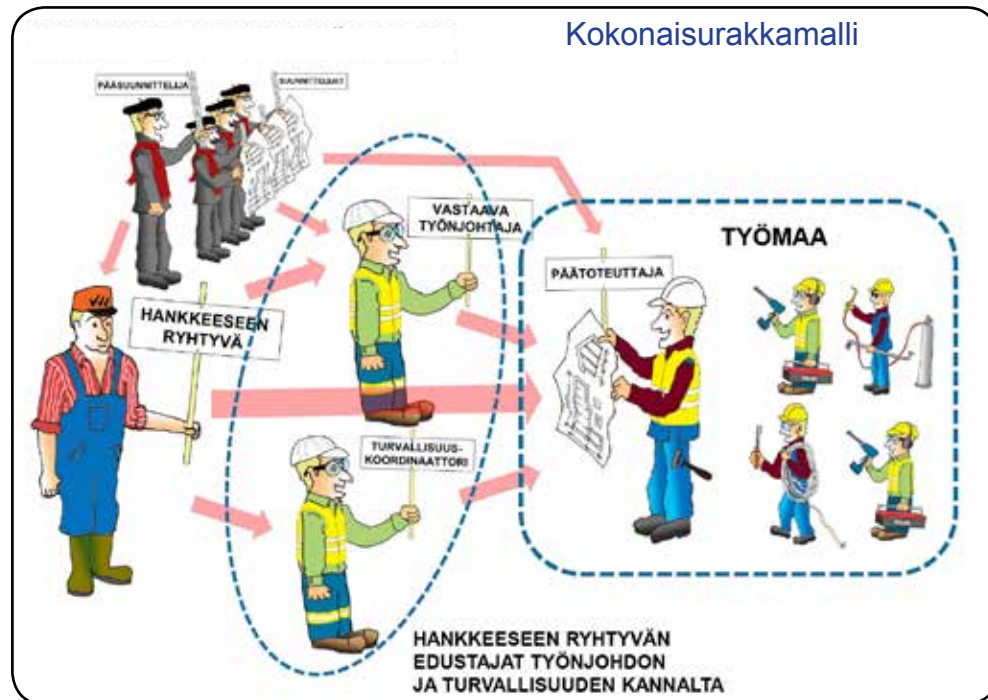 Kokonaisurakkamalli
PÄÄSUUNNITTELIJA
SUUNNITTELIJAT
VASTAAVA
TYÖNJOHTAJA
TYÖMAA
PÄÄTOTEUTTAJA
HANKKEESEEN
RYHTYVÄ
TURVALLISUUS-
KOORDINAATTORI
HANKKEESEEN RYHTYVÄN
EDUSTAJAT TYÖNJOHDON
JA TURVALLISUUDEN KANNALTA